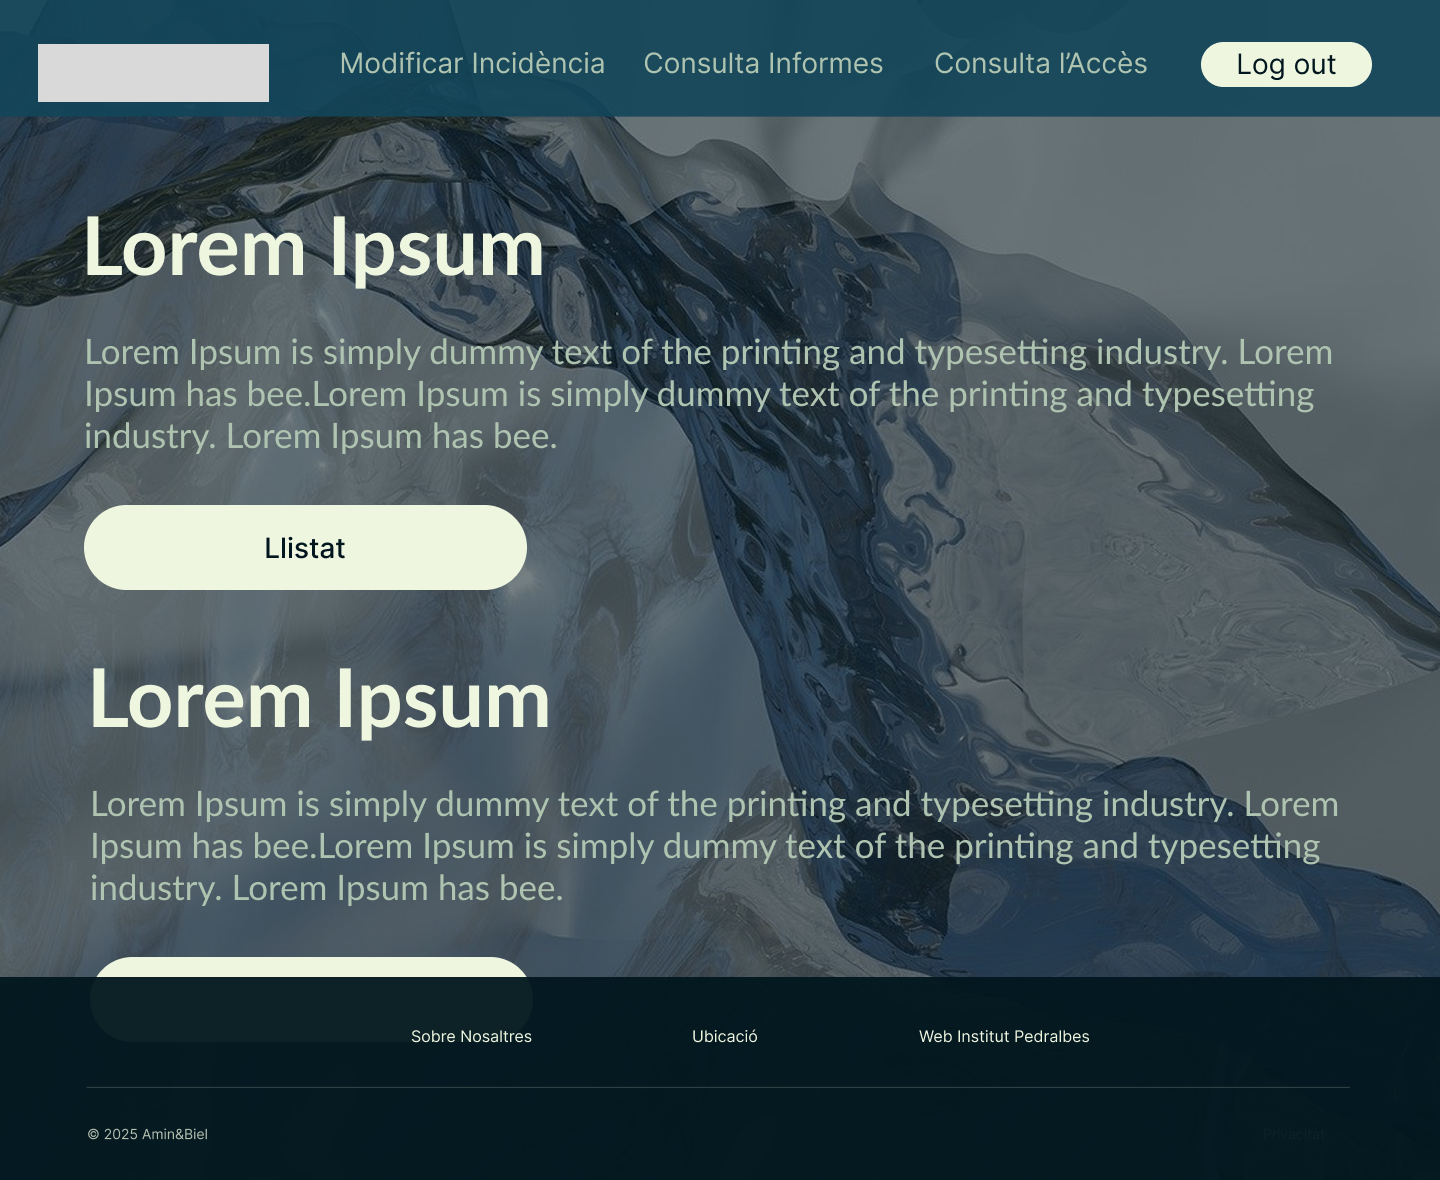 Modificar Incidència Consulta Informes Consulta l’Accès Log out
Lorem Ipsum
Lorem Ipsum is simply dummy text of the printing and typesetting industry. Lorem
Ipsum has bee.Lorem Ipsum is simply dummy text of the printing and typesetting
industry. Lorem Ipsum has bee.
Llistat
Lorem Ipsum
Lorem Ipsum is simply dummy text of the printing and typesetting industry. Lorem
Ipsum has bee.Lorem Ipsum is simply dummy text of the printing and typesetting
industry. Lorem Ipsum has bee.
Sobre Nosaltres Ubicació Web Institut Pedralbes
© 2025 Amin&Biel Privacitat